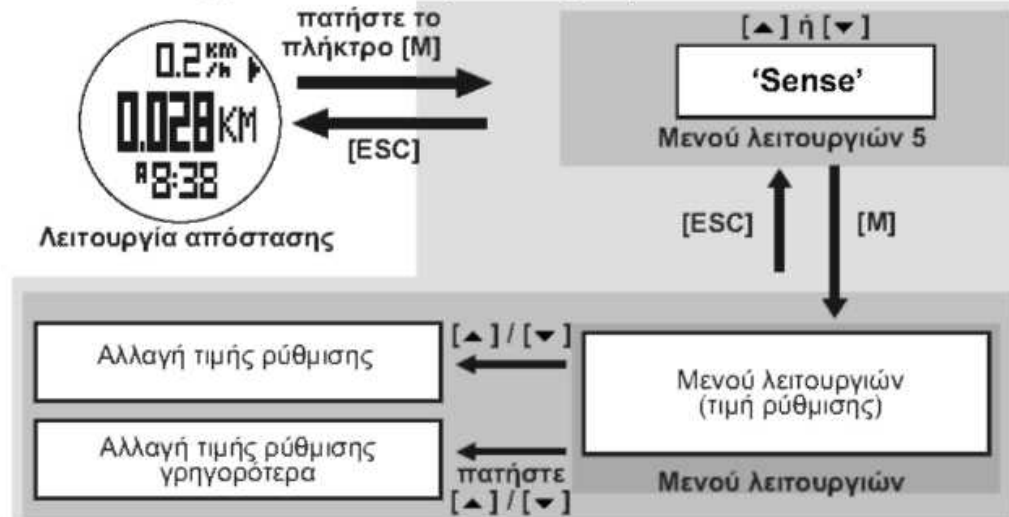 πατήστε το
πλήκτρο [M]
[ESC]
0.2 KM/h
0.028 KM
A 8:38
Λειτουργία απόστασης
[▲] ή [▼]
‘Sense’
Μενού λειτουργιών 5
[ESC]
[M]
Αλλαγή τιμής ρύθμισης
[▲] / [▼]
Μενού λειτουργιών
(τιμή ρύθμισης)
Αλλαγή τιμής ρύθμισης
γρηγορότερα
πατήστε
[▲] / [▼]
Μενού λειτουργιών